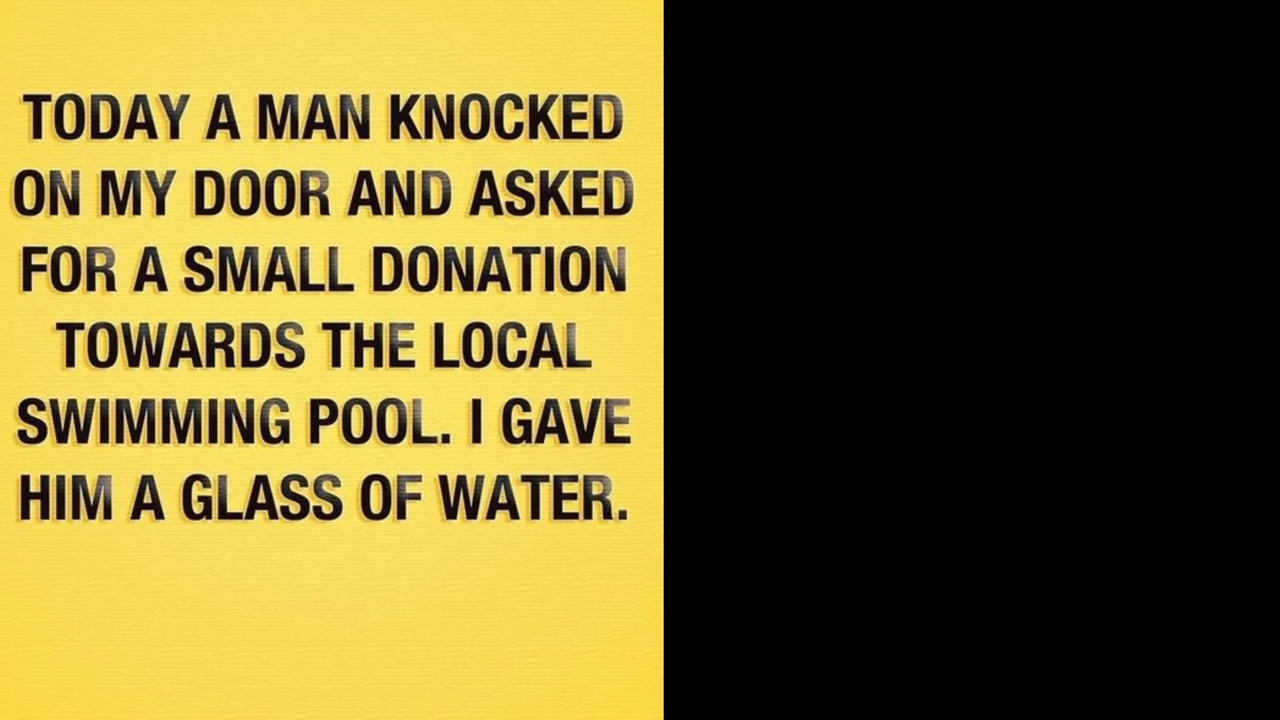 TODAY A MAN KNOCKED
ON MY DOOR AND ASKED
FOR A SMALL DONATION
TOWARDS THE LOCAL
SWIMMING POOL. I GAVE
HIM A GLASS OF WATER.